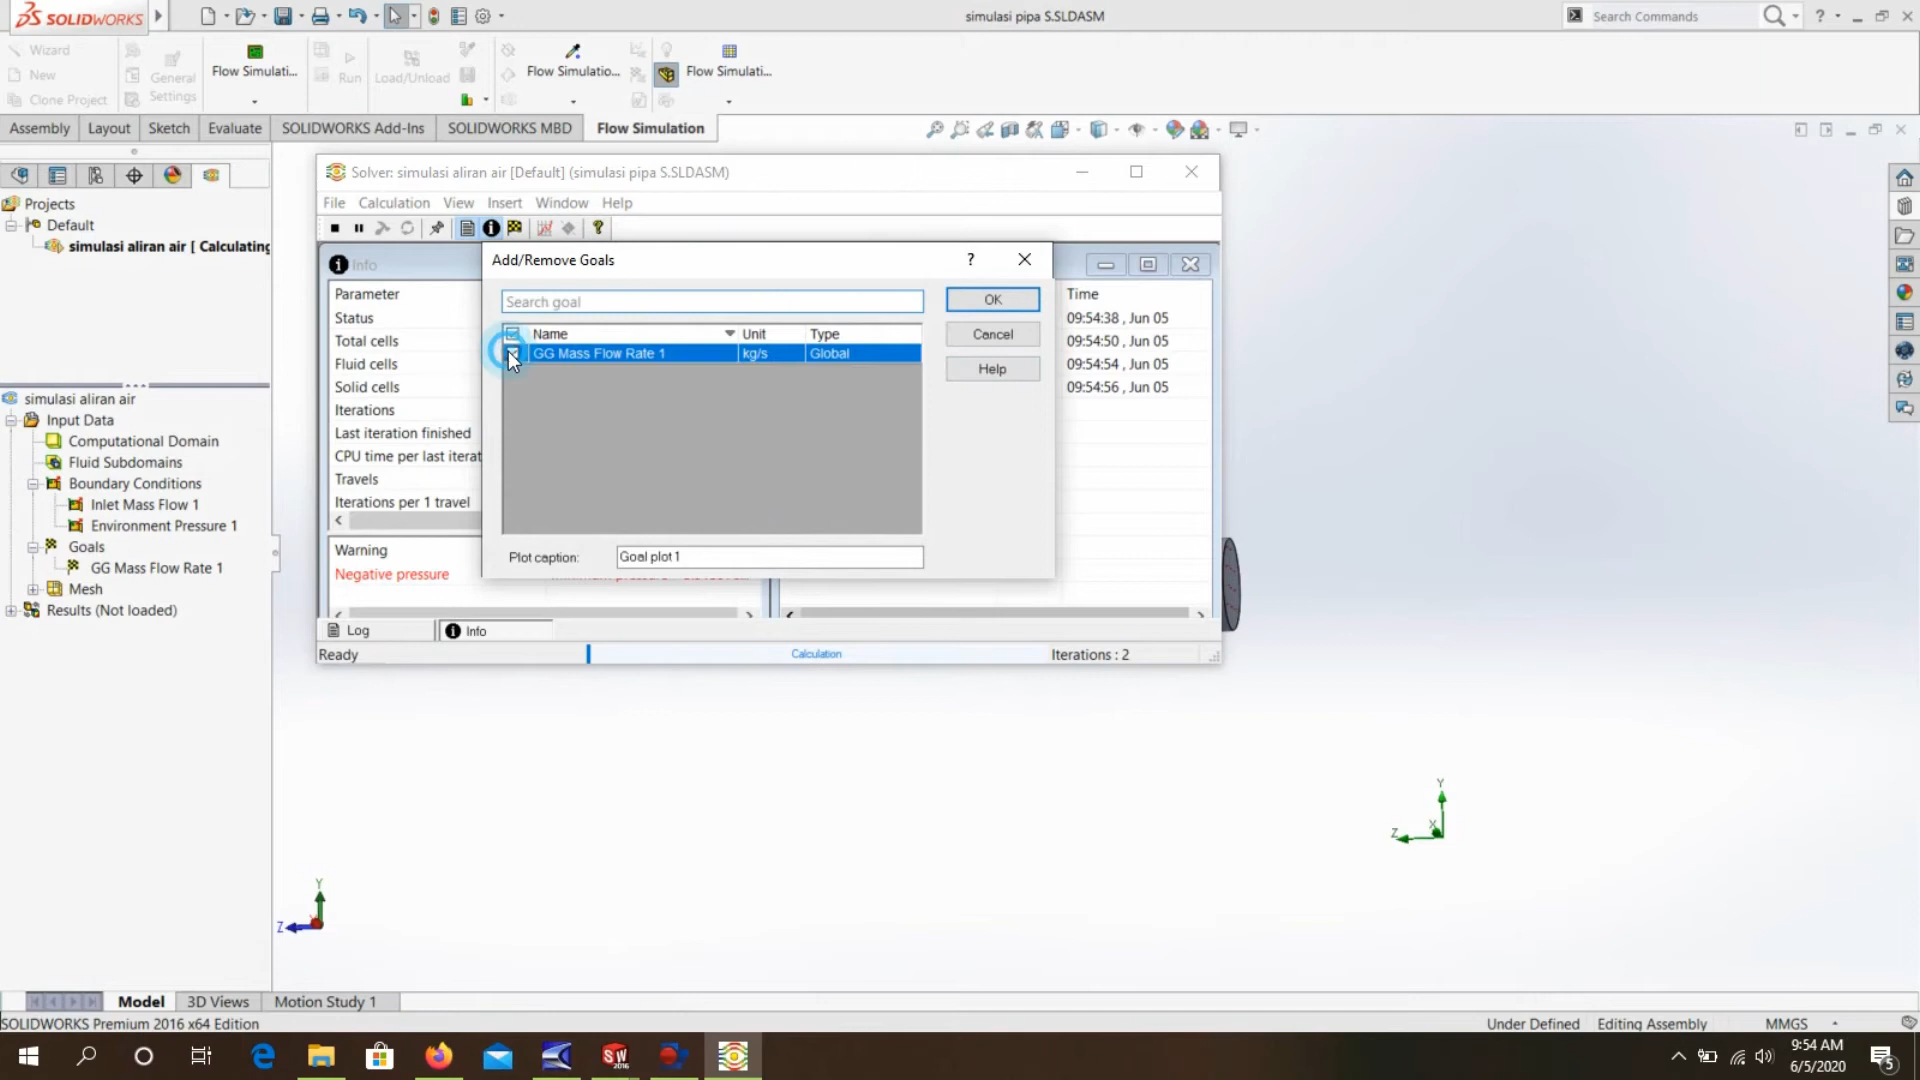 SOLIDWORKS
simulasi pipa S.SLDASM
Search Commands
Wizard
New
Clone Project
General
Settings
Flow Simulati...
Run
Load/Unload
Flow Simulatio...
Flow Simulati...
Assembly
Layout
Sketch
Evaluate
SOLIDWORKS Add-Ins
SOLIDWORKS MBD
Flow Simulation
Projects
Default
simulasi aliran air [ Calculating
simulasi aliran air
Input Data
Computational Domain
Fluid Subdomains
Boundary Conditions
Inlet Mass Flow 1
Environment Pressure 1
Goals
GG Mass Flow Rate 1
Mesh
Results (Not loaded)
Solver: simulasi aliran air [Default] (simulasi pipa S.SLDASM)
File
Calculation
View
Insert
Window
Help
Info
Parameter
Status
Total cells
Fluid cells
Solid cells
Iterations
Last iteration finished
CPU time per last iterat
Travels
Iterations per 1 travel
Warning
Negative pressure
Time
09:54:38 , Jun 05
09:54:50 , Jun 05
09:54:54 , Jun 05
09:54:56 , Jun 05
Add/Remove Goals
?
Search goal
OK
Cancel
Help
Name
Unit
Type
GG Mass Flow Rate 1
kg/s
Global
Plot caption:
Goal plot 1
Log
Info
Ready
Calculation
Iterations : 2
Y
Z
X
Y
Z
Model
3D Views
Motion Study 1
SOLIDWORKS Premium 2016 x64 Edition
Under Defined
Editing Assembly
MMGS
SW
2016
9:54 AM
6/5/2020
5